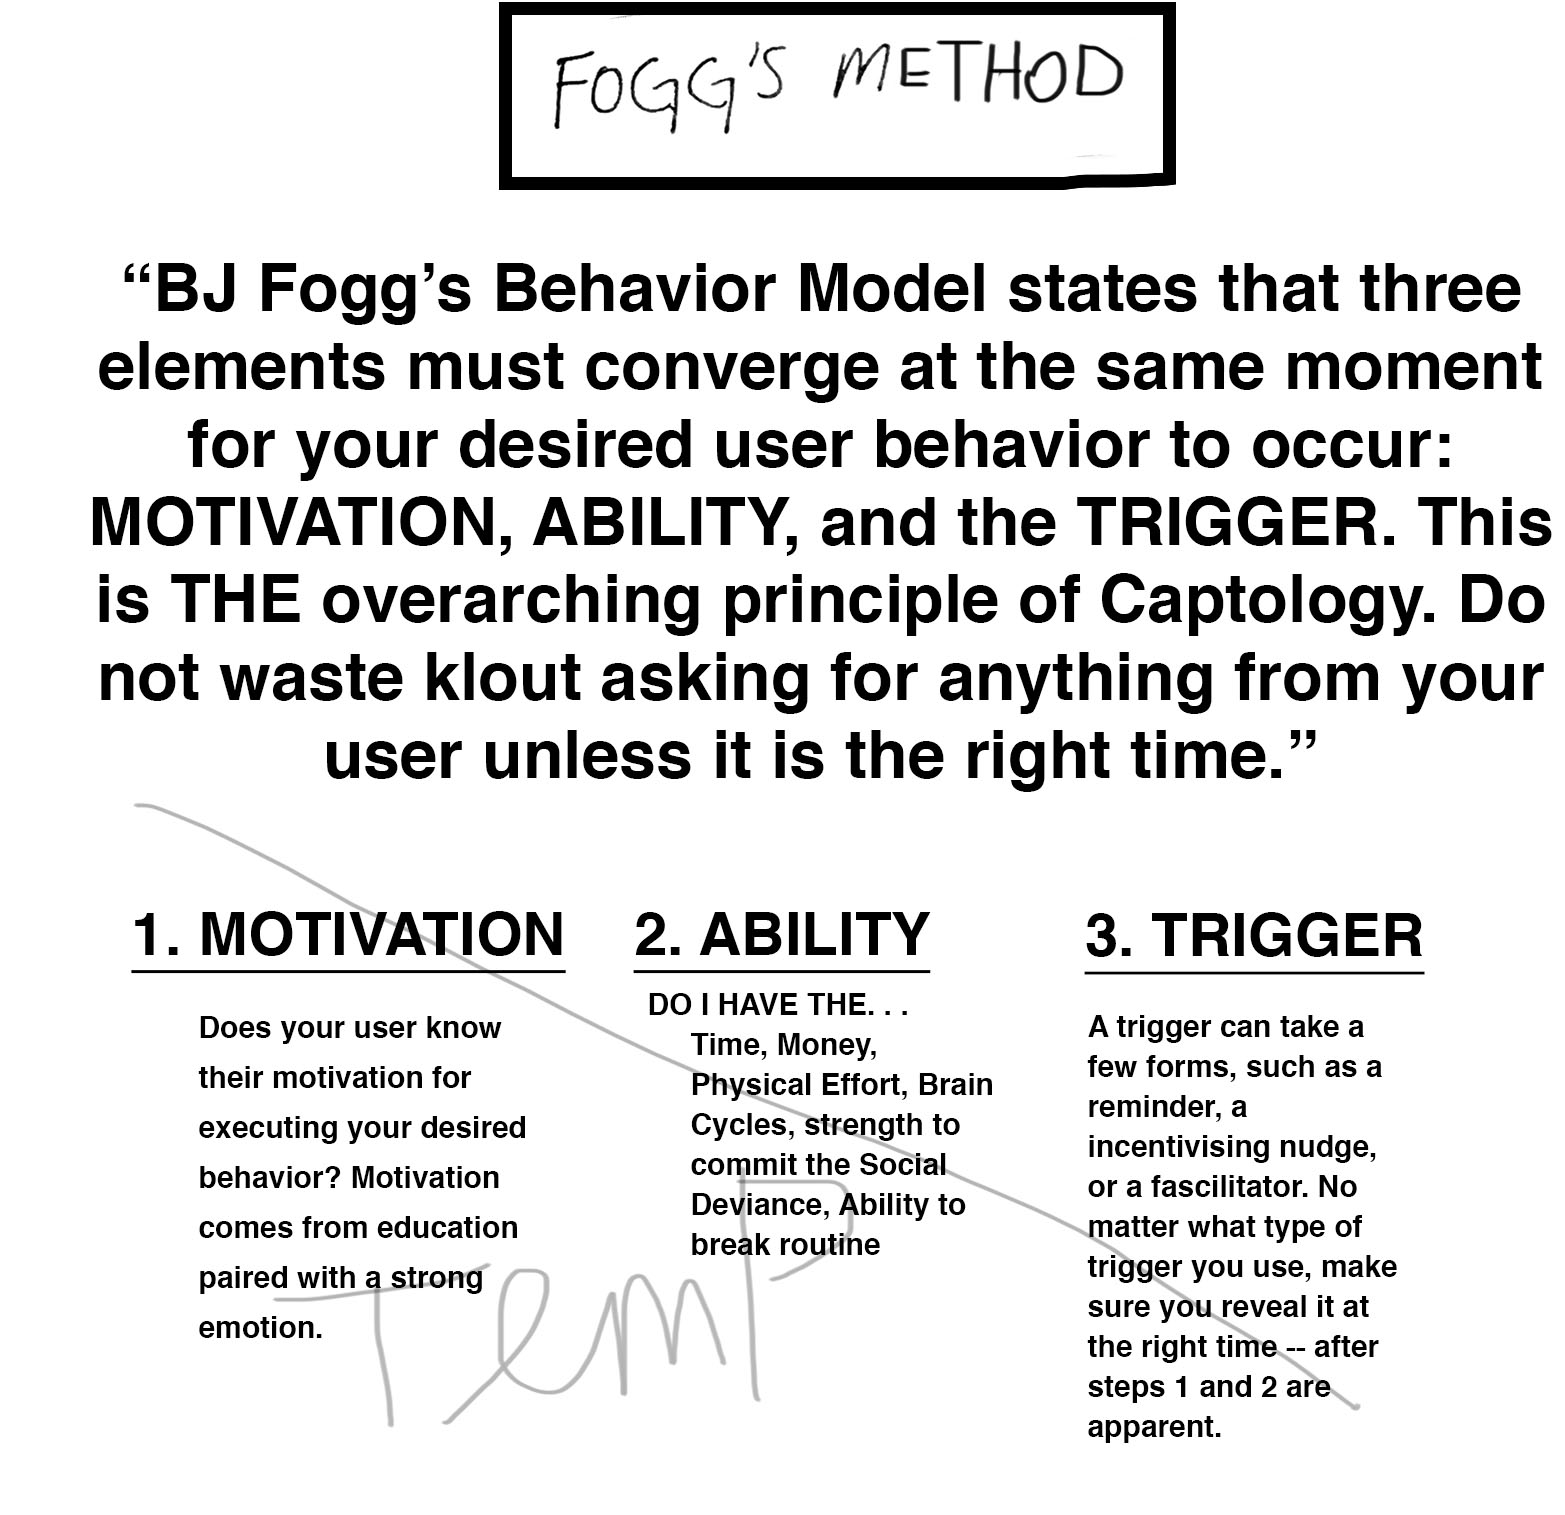 FOGG'S METHOD
“BJ Fogg’s Behavior Model states that three
elements must converge at the same moment
for your desired user behavior to occur:
MOTIVATION, ABILITY, and the TRIGGER. This
is THE overarching principle of Captology. Do
not waste klout asking for anything from your
user unless it is the right time.”
1. MOTIVATION
Does your user know
their motivation for
executing your desired
behavior? Motivation
comes from education
paired with a strong
emotion.
2. ABILITY
DO I HAVE THE. . .
Time, Money,
Physical Effort, Brain
Cycles, strength to
commit the Social
Deviance, Ability to
break routine
3. TRIGGER
A trigger can take a
few forms, such as a
reminder, a
incentivising nudge,
or a fascilitator. No
matter what type of
trigger you use, make
sure you reveal it at
the right time -- after
steps 1 and 2 are
apparent.
TemP